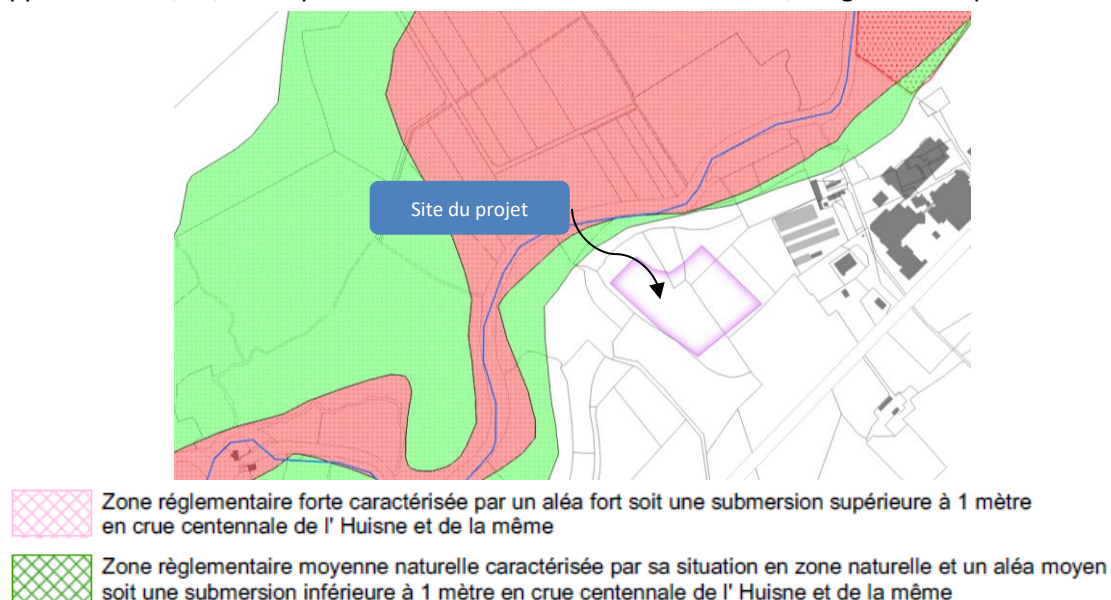 Site du projet
Zone réglementaire forte caractérisée par un aléa fort soit une submersion supérieure à 1 mètre
en crue centennale de l' Huisne et de la même
Zone règlementaire moyenne naturelle caractérisée par sa situation en zone naturelle et un aléa moyen
soit une submersion inférieure à 1 mètre en crue centennale de l' Huisne et de la même